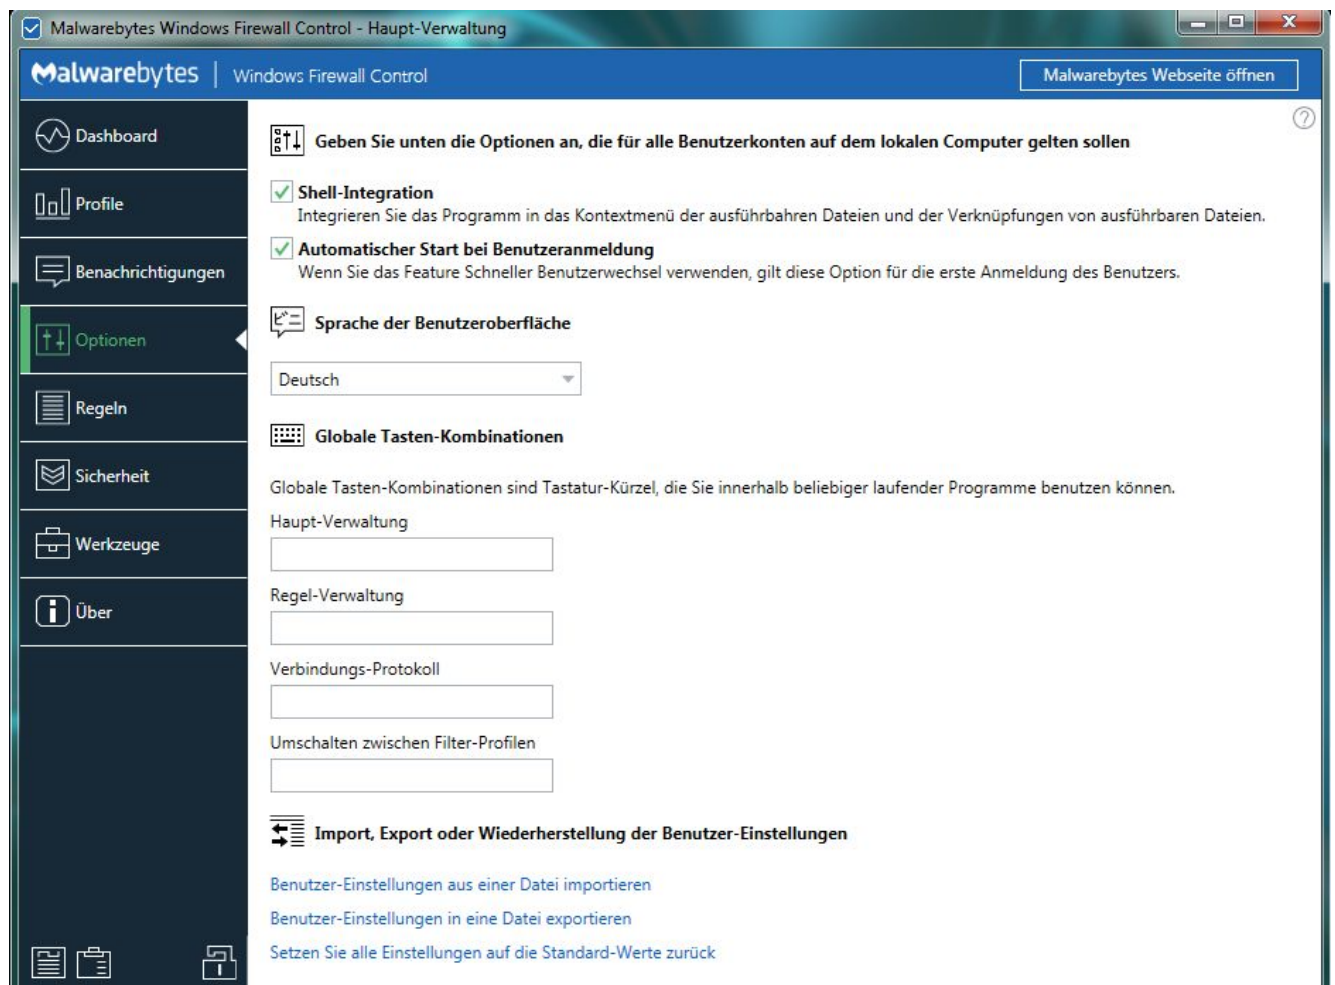 Malwarebytes Windows Firewall Control - Haupt-Verwaltung
Malwarebytes | Windows Firewall Control
Malwarebytes Webseite öffnen
Dashboard
Profile
Benachrichtigungen
Optionen
Regeln
Sicherheit
Werkzeuge
Über
Geben Sie unten die Optionen an, die für alle Benutzerkonten auf dem lokalen Computer gelten sollen
Shell-Integration
Integrieren Sie das Programm in das Kontextmenü der ausführbahren Dateien und der Verknüpfungen von ausführbaren Dateien.
Automatischer Start bei Benutzeranmeldung
Wenn Sie das Feature Schneller Benutzerwechsel verwenden, gilt diese Option für die erste Anmeldung des Benutzers.
Sprache der Benutzeroberfläche
Deutsch
Globale Tasten-Kombinationen
Globale Tasten-Kombinationen sind Tastatur-Kürzel, die Sie innerhalb beliebiger laufender Programme benutzen können.
Haupt-Verwaltung
Regel-Verwaltung
Verbindungs-Protokoll
Umschalten zwischen Filter-Profilen
Import, Export oder Wiederherstellung der Benutzer-Einstellungen
Benutzer-Einstellungen aus einer Datei importieren
Benutzer-Einstellungen in eine Datei exportieren
Setzen Sie alle Einstellungen auf die Standard-Werte zurück